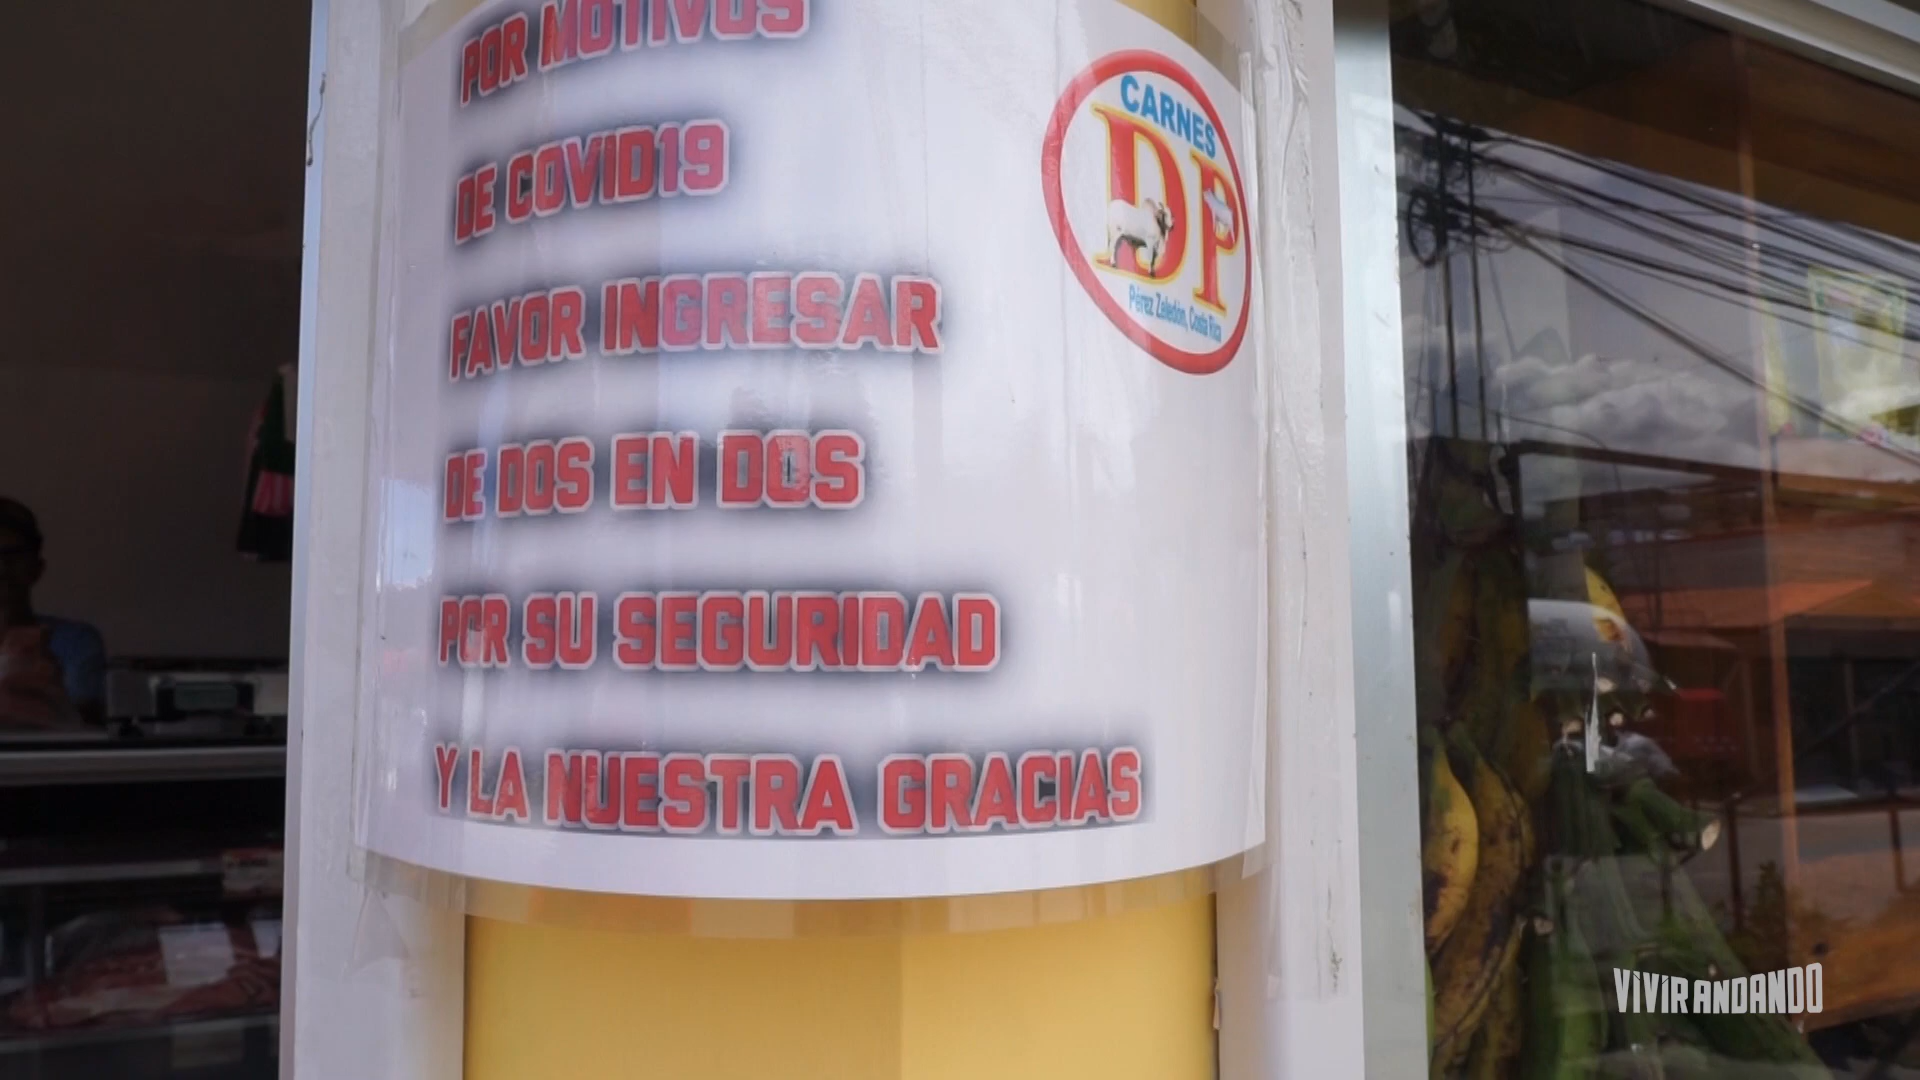 POR MOTIVOS
DE COVID19
FAVOR INGRESAR
DE DOS EN DOS
POR SU SEGURIDAD
Y LA NUESTRA GRACIAS
CARNES
DP
Pérez Zeledón, Costa Rica
VIVIR ANDANDO